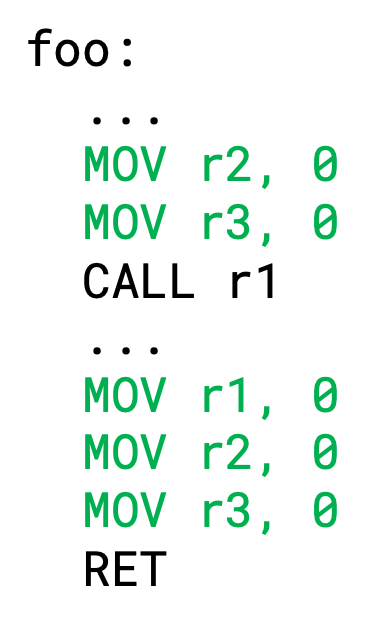 foo:
...
MOV r2, 0
MOV r3, 0
CALL r1
...
MOV r1, 0
MOV r2, 0
MOV r3, 0
RET